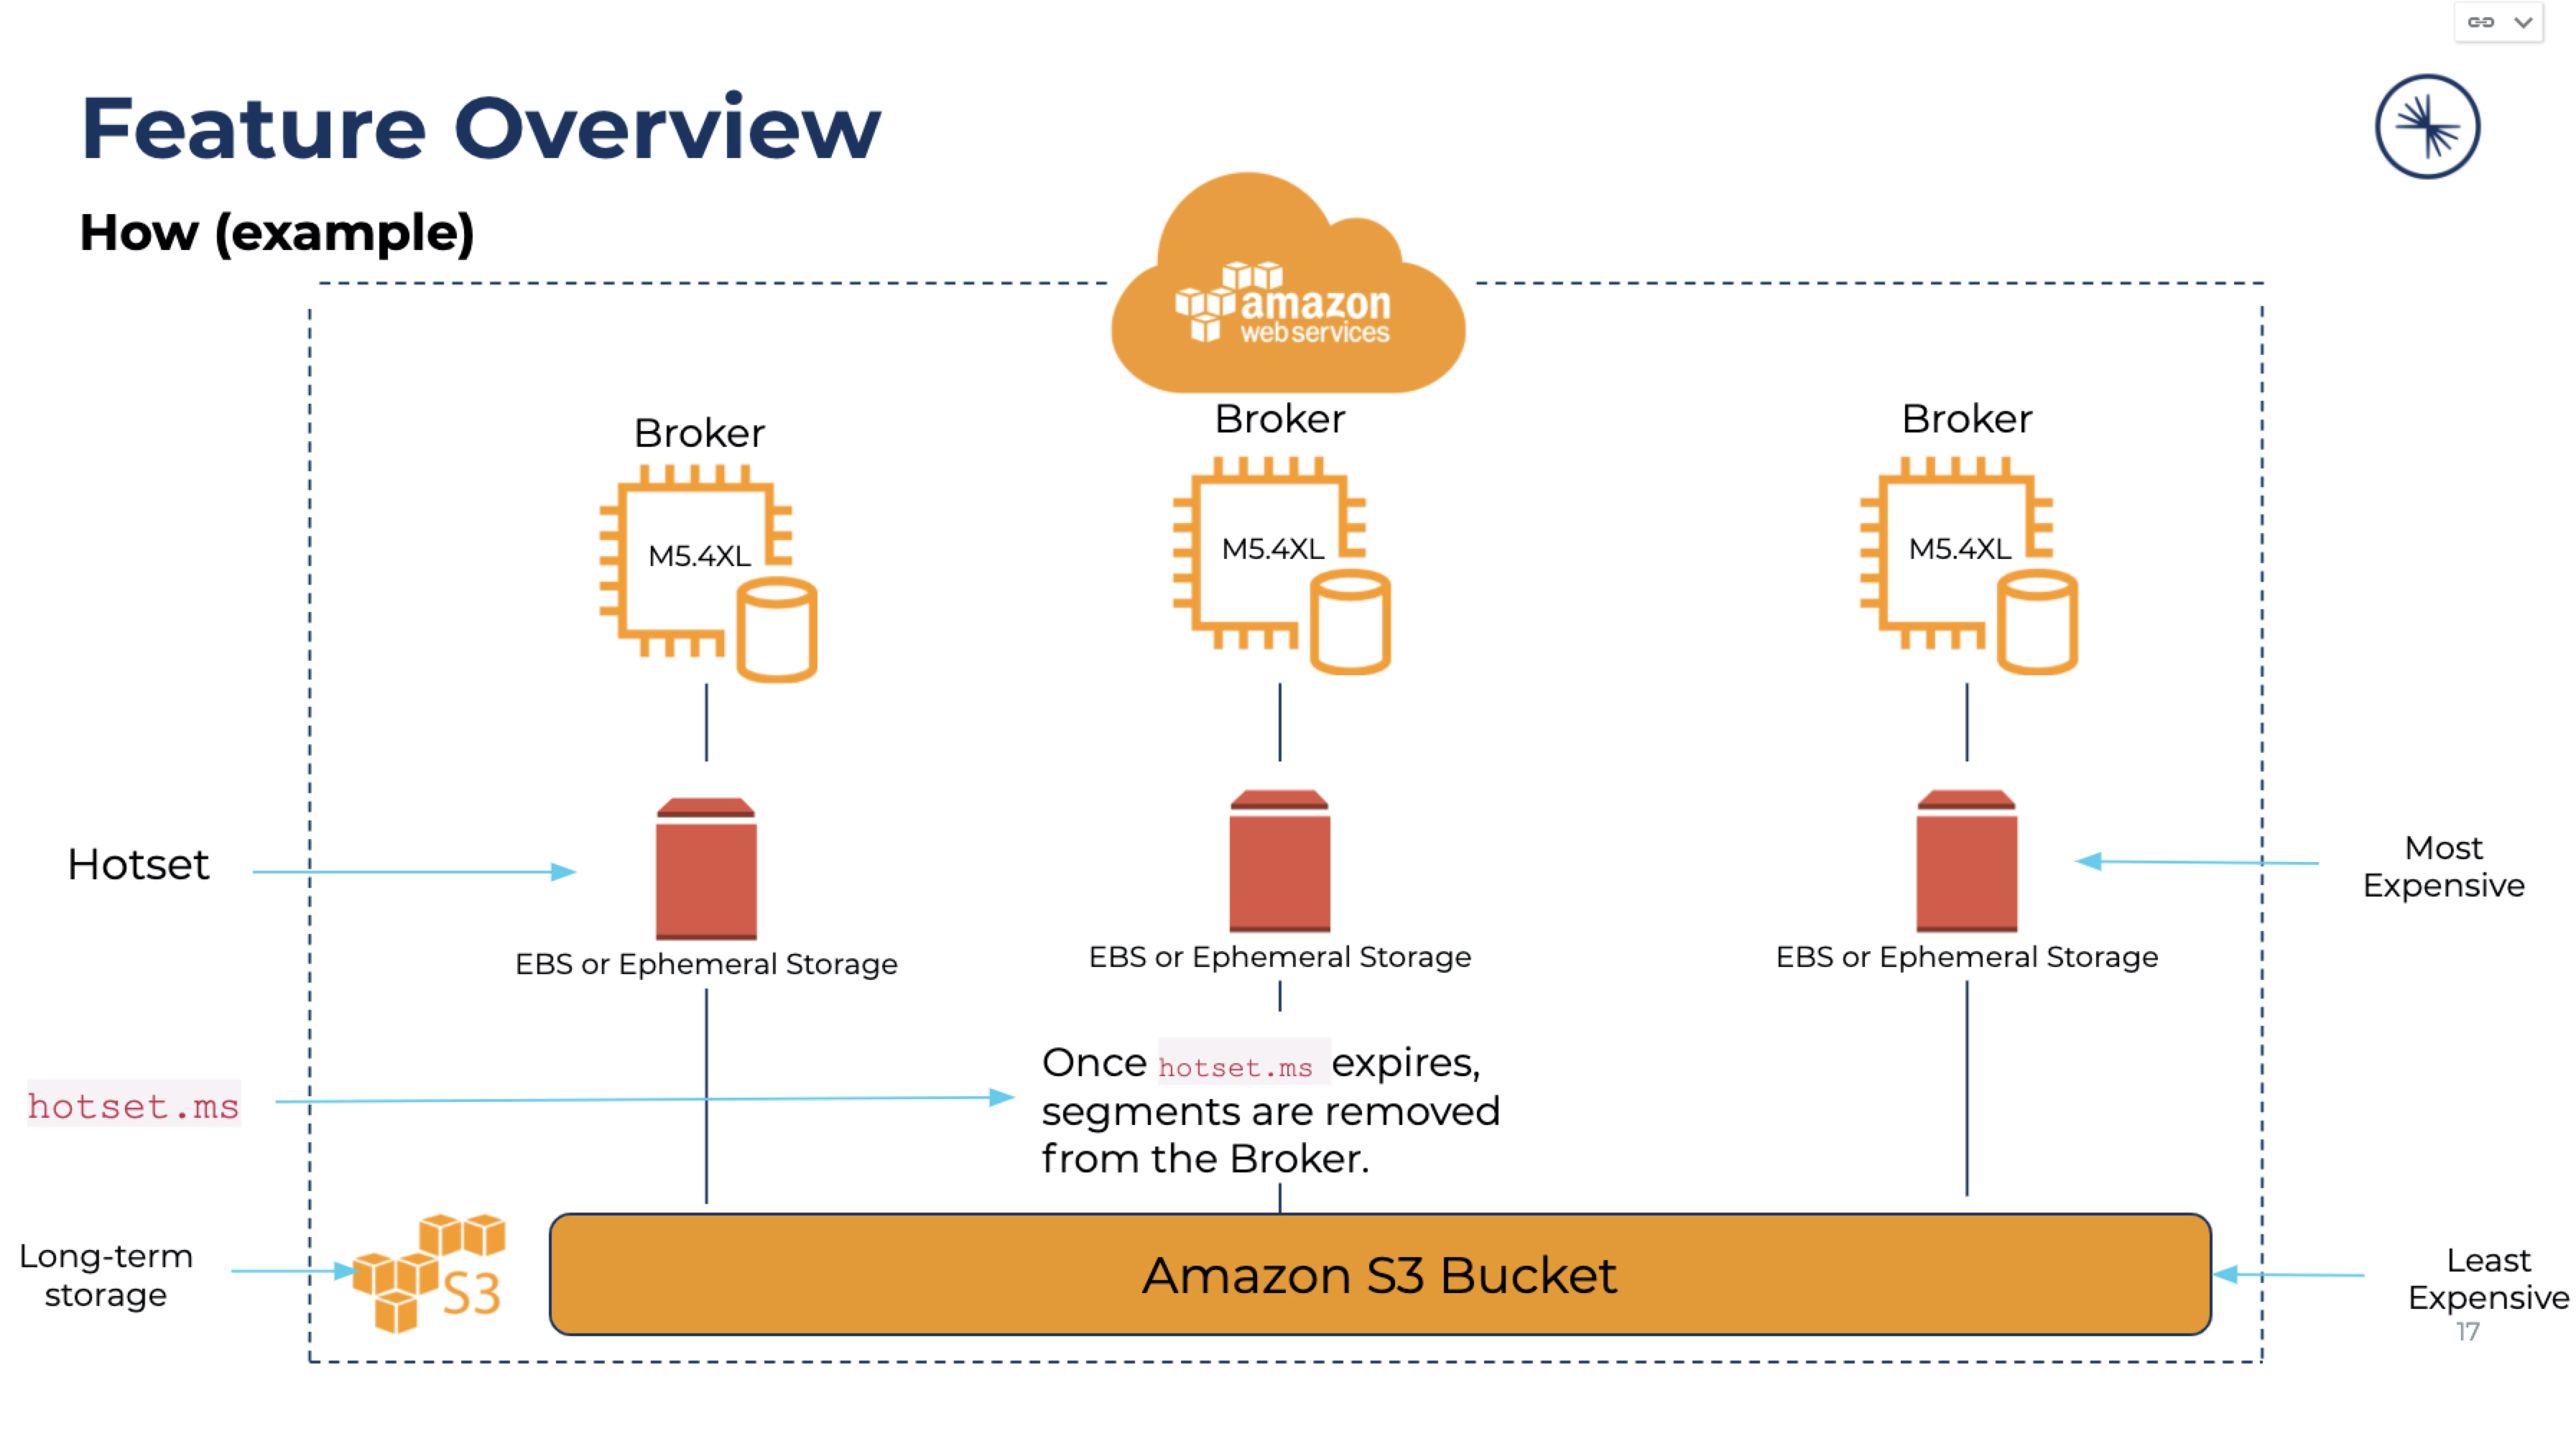 Feature Overview
How (example)
amazon
web services
Broker
Broker
Broker
M5.4XL
M5.4XL
M5.4XL
Hotset
Most
Expensive
EBS or Ephemeral Storage
EBS or Ephemeral Storage
EBS or Ephemeral Storage
hotset.ms
Once hotset.ms expires,
segments are removed
from the Broker.
Long-term
storage
S3
Amazon S3 Bucket
Least
Expensive
17